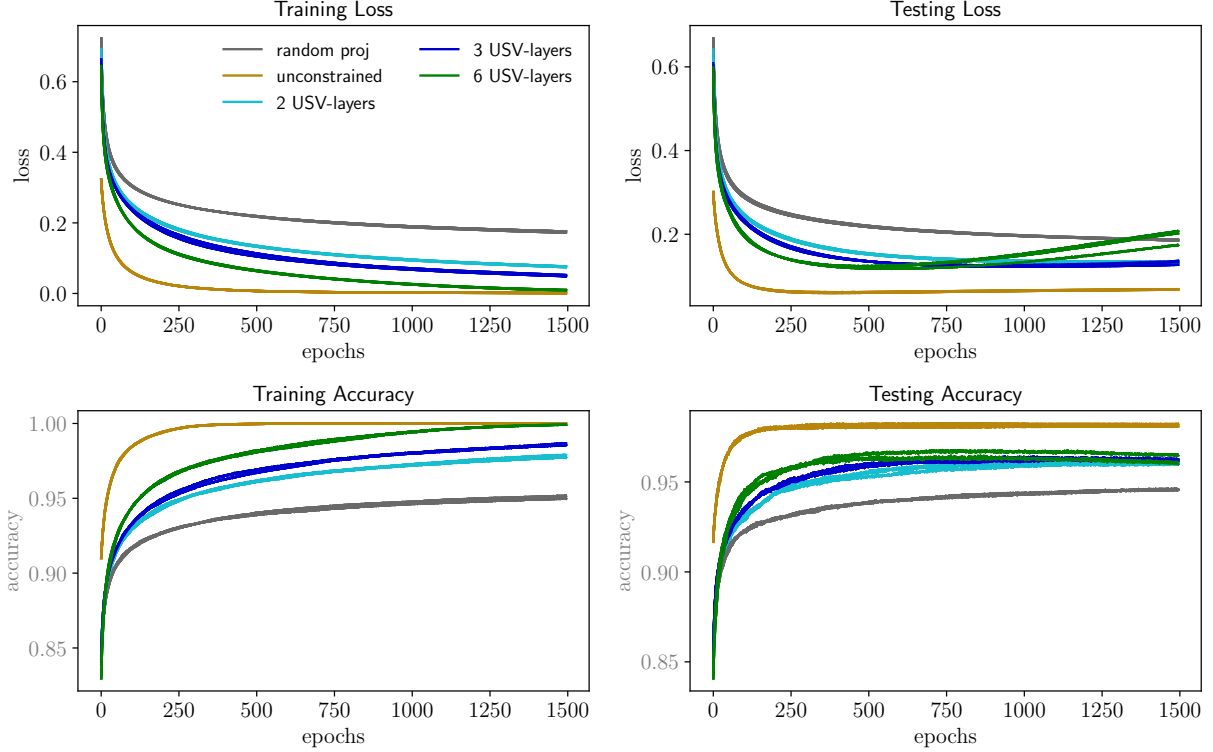 Training Loss
random proj
unconstrained
2 USV-layers
3 USV-layers
6 USV-layers
loss
0.6
0.4
0.2
0.0
0 250 500 750 1000 1250 1500
epochs
Testing Loss
loss
0.6
0.4
0.2
0 250 500 750 1000 1250 1500
epochs
Training Accuracy
accuracy
1.00
0.95
0.90
0.85
0 250 500 750 1000 1250 1500
epochs
Testing Accuracy
accuracy
0.95
0.90
0.85
0 250 500 750 1000 1250 1500
epochs